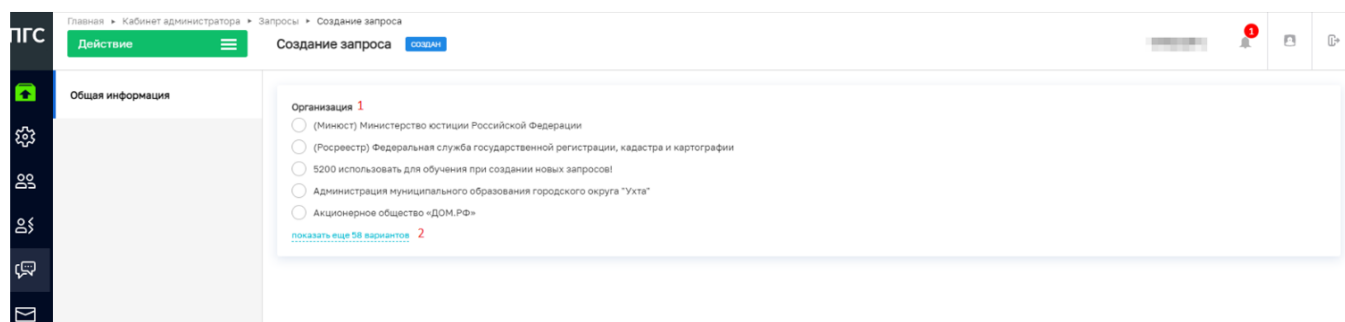 Главная ▸ Кабинет администратора ▸ Запросы ▸ Создание запроса
ПГС
Действие
Создание запроса
СОЗДАН
1
Общая информация
Организация 1
(Минюст) Министерство юстиции Российской Федерации
(Росреестр) Федеральная служба государственной регистрации, кадастра и картографии
5200 использовать для обучения при создании новых запросов!
Администрация муниципального образования городского округа "Ухта"
Акционерное общество «ДОМ.РФ»
показать еще 58 вариантов 2